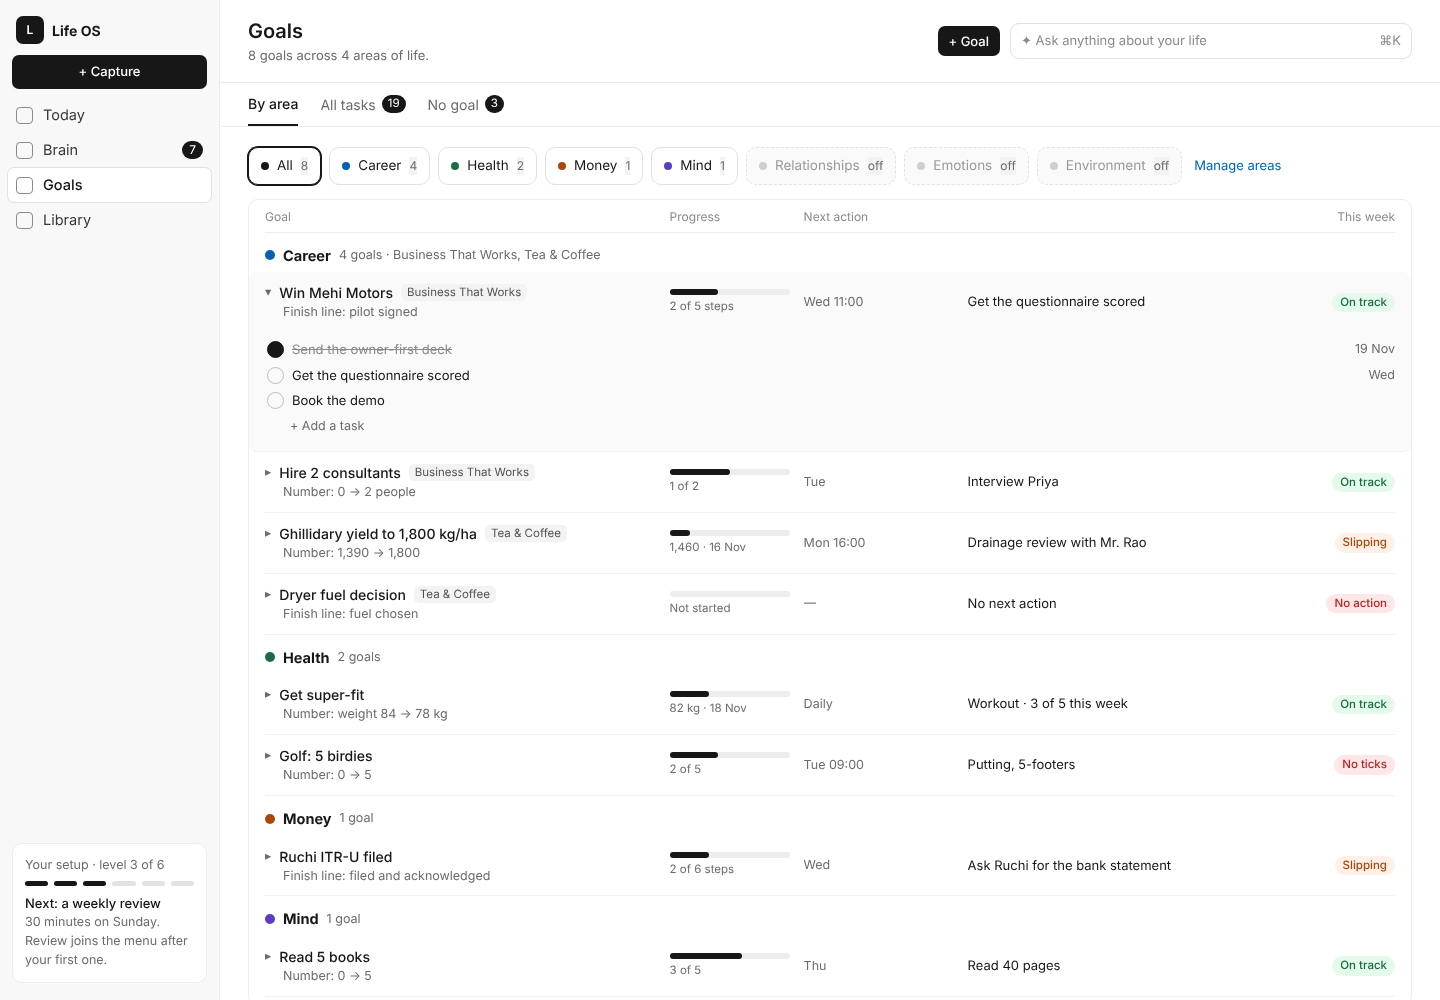 L Life OS
+ Capture
Today
Brain 7
Goals
Library
Your setup · level 3 of 6
Next: a weekly review
30 minutes on Sunday.
Review joins the menu after
your first one.
Goals
8 goals across 4 areas of life.
+ Goal
✦ Ask anything about your life ⌘K
By area All tasks 19 No goal 3
All 8 Career 4 Health 2 Money 1 Mind 1 Relationships off Emotions off Environment off Manage areas
Goal Progress Next action This week
Career 4 goals · Business That Works, Tea & Coffee
▾ Win Mehi Motors Business That Works
Finish line: pilot signed
2 of 5 steps
Wed 11:00 Get the questionnaire scored On track
Send the owner-first deck 19 Nov
Get the questionnaire scored Wed
Book the demo
+ Add a task
▸ Hire 2 consultants Business That Works
Number: 0 → 2 people
1 of 2
Tue Interview Priya On track
▸ Ghillidary yield to 1,800 kg/ha Tea & Coffee
Number: 1,390 → 1,800
1,460 · 16 Nov
Mon 16:00 Drainage review with Mr. Rao Slipping
▸ Dryer fuel decision Tea & Coffee
Finish line: fuel chosen
Not started
— No next action No action
Health 2 goals
▸ Get super-fit
Number: weight 84 → 78 kg
82 kg · 18 Nov
Daily Workout · 3 of 5 this week On track
▸ Golf: 5 birdies
Number: 0 → 5
2 of 5
Tue 09:00 Putting, 5-footers No ticks
Money 1 goal
▸ Ruchi ITR-U filed
Finish line: filed and acknowledged
2 of 6 steps
Wed Ask Ruchi for the bank statement Slipping
Mind 1 goal
▸ Read 5 books
Number: 0 → 5
3 of 5
Thu Read 40 pages On track